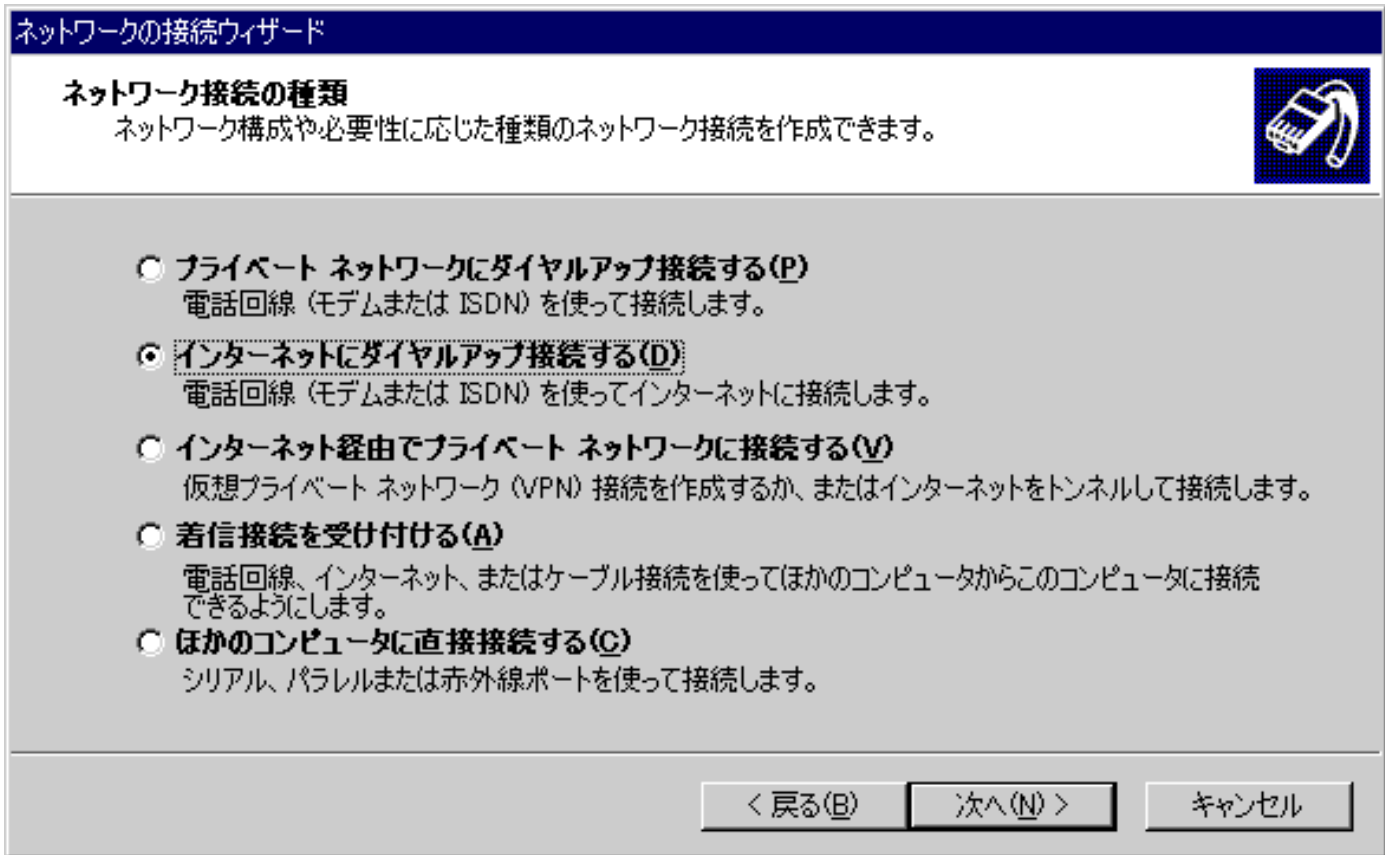 ネットワークの接続ウィザード
ネットワーク接続の種類
ネットワーク構成や必要性に応じた種類のネットワーク接続を作成できます。
プライベート ネットワークにダイヤルアップ接続する(P)
電話回線 (モデムまたは ISDN) を使って接続します。
インターネットにダイヤルアップ接続する(D)
電話回線 (モデムまたは ISDN) を使ってインターネットに接続します。
インターネット経由でプライベート ネットワークに接続する(V)
仮想プライベート ネットワーク (VPN) 接続を作成するか、またはインターネットをトンネルして接続します。
着信接続を受け付ける(A)
電話回線、インターネット、またはケーブル接続を使ってほかのコンピュータからこのコンピュータに接続
できるようにします。
ほかのコンピュータに直接接続する(C)
シリアル、パラレルまたは赤外線ポートを使って接続します。
< 戻る(B) 次へ(N) > キャンセル